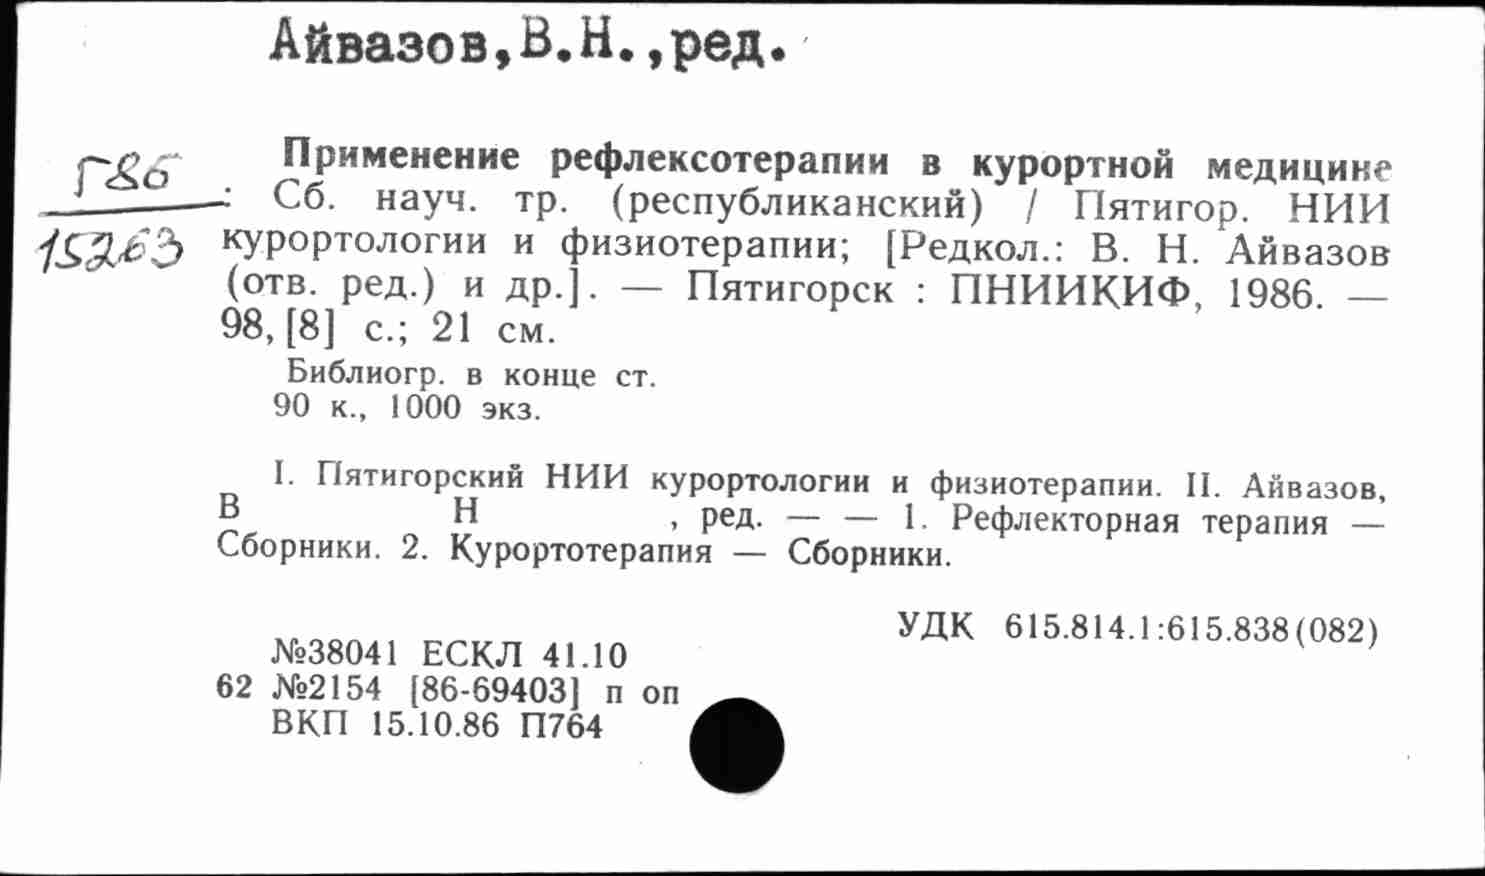 Айвазов,В.Н.,ред.
Г86
15263
Применение рефлексотерапии в курортной медицине
: Сб. науч. тр. (республиканский) / Пятигор. НИИ
курортологии и физиотерапии; [Редкол.: В. Н. Айвазов
(отв. ред.) и др.]. — Пятигорск : ПНИИКИФ, 1986. —
98, [8] с.; 21 см.
Библиогр. в конце ст.
90 к., 1000 экз.
I. Пятигорский НИИ курортологии и физиотерапии. II. Айвазов,
В Н , ред. — — 1. Рефлекторная терапия —
Сборники. 2. Курортотерапия — Сборники.
УДК 615.814.1:615.838(082)
№38041 ЕСКЛ 41.10
62 №2154 [86-69403] п оп
ВКП 15.10.86 П764